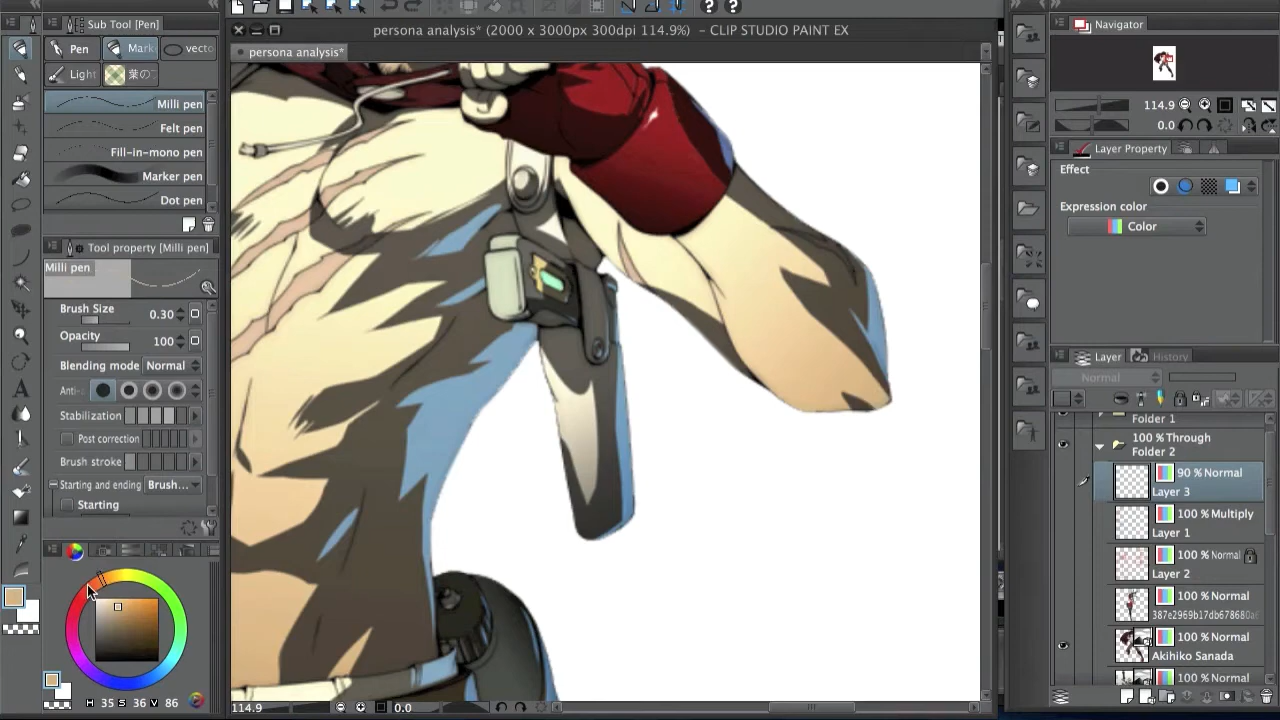 Sub Tool [Pen]
Pen
Mark
vecto
Light
葉の
Milli pen
Felt pen
Fill-in-mono pen
Marker pen
Dot pen
Tool property [Milli pen]
Milli pen
Brush Size
0.30
Opacity
100
Blending mode
Normal
Anti-
Stabilization
Post correction
Brush stroke
Starting and ending
Brush...
Starting
H 35 S 36 V 86
persona analysis* (2000 x 3000px 300dpi 114.9%) - CLIP STUDIO PAINT EX
persona analysis*
114.9
0.0
Navigator
114.9
0.0
Layer Property
Effect
Expression color
Color
Layer
History
Normal
Folder 1
100 % Through
Folder 2
90 % Normal
Layer 3
100 % Multiply
Layer 1
100 % Normal
Layer 2
100 % Normal
100 % Normal
Akihiko Sanada
100 % Normal